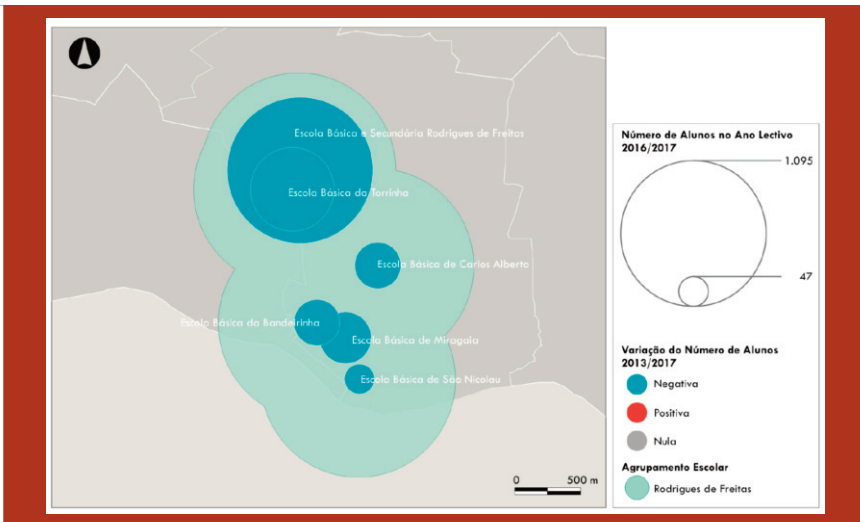 Escola Básica e Secundária Rodrigues de Freitas
Escola Básica da Torrinha
Escola Básica de Carlos Alberto
Escola Básica da Bandeirinha
Escola Básica de Miragaia
Escola Básica de São Nicolau
0 500 m
Número de Alunos no Ano Lectivo
2016/2017
1.095
47
Variação do Número de Alunos
2013/2017
Negativa
Positiva
Nula
Agrupamento Escolar
Rodrigues de Freitas